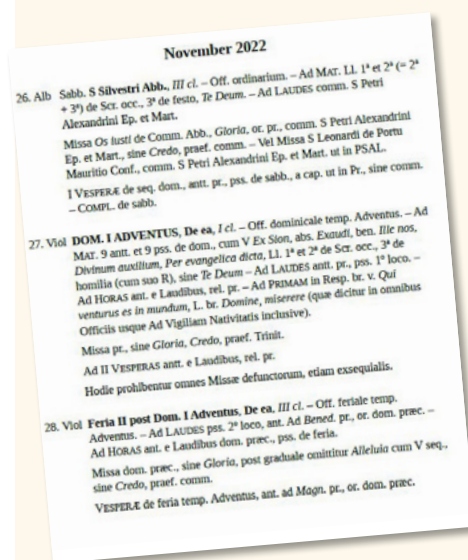 November 2022
26. Alb Sabb. S Silvestri Abb., III cl. – Off. ordinarium. – Ad MAT. Ll. 1ª et 2ª (= 2ª
+ 3ª) de Scr. occ., 3ª de festo, Te Deum. – Ad LAUDES comm. S Petri
Alexandrini Ep. et Mart.
Missa Os iusti de Comm. Abb., Gloria, or. pr., comm. S Petri Alexandrini
Ep. et Mart., sine Credo, praef. comm. – Vel Missa S Leonardi de Portu
Mauritio Conf., comm. S Petri Alexandrini Ep. et Mart. ut in PSAL.
I VESPERÆ de seq. dom., antt. pr., pss. de sabb., a cap. ut in Pr., sine comm.
– COMPL. de sabb.
27. Viol DOM. I ADVENTUS, De ea, I cl. – Off. dominicale temp. Adventus. – Ad
MAT. 9 antt. et 9 pss. de dom., cum V Ex Sion, abs. Exaudi, ben. Ille nos,
Divinum auxilium, Per evangelica dicta, Ll. 1ª et 2ª de Scr. occ., 3ª de
homilia (cum suo R), sine Te Deum – Ad LAUDES antt. pr., pss. 1º loco. –
Ad HORAS ant. e Laudibus, rel. pr. – Ad PRIMAM in Resp. br. v. Qui
venturus es in mundum, L. br. Domine, miserere (quæ dicitur in omnibus
Officiis usque Ad Vigiliam Nativitatis inclusive).
Missa pr., sine Gloria, Credo, praef. Trinit.
Ad II VESPERAS antt. e Laudibus, rel. pr.
Hodie prohibentur omnes Missæ defunctorum, etiam exsequialis.
28. Viol Feria II post Dom. I Adventus, De ea, III cl. – Off. feriale temp.
Adventus. – Ad LAUDES pss. 2º loco, ant. Ad Bened. pr., or. dom. præc. –
Ad HORAS ant. e Laudibus dom. præc., pss. de feria.
Missa dom. præc., sine Gloria, post graduale omittitur Alleluia cum V seq.,
sine Credo, praef. comm.
VESPERÆ de feria temp. Adventus, ant. ad Magn. pr., or. dom. præc.